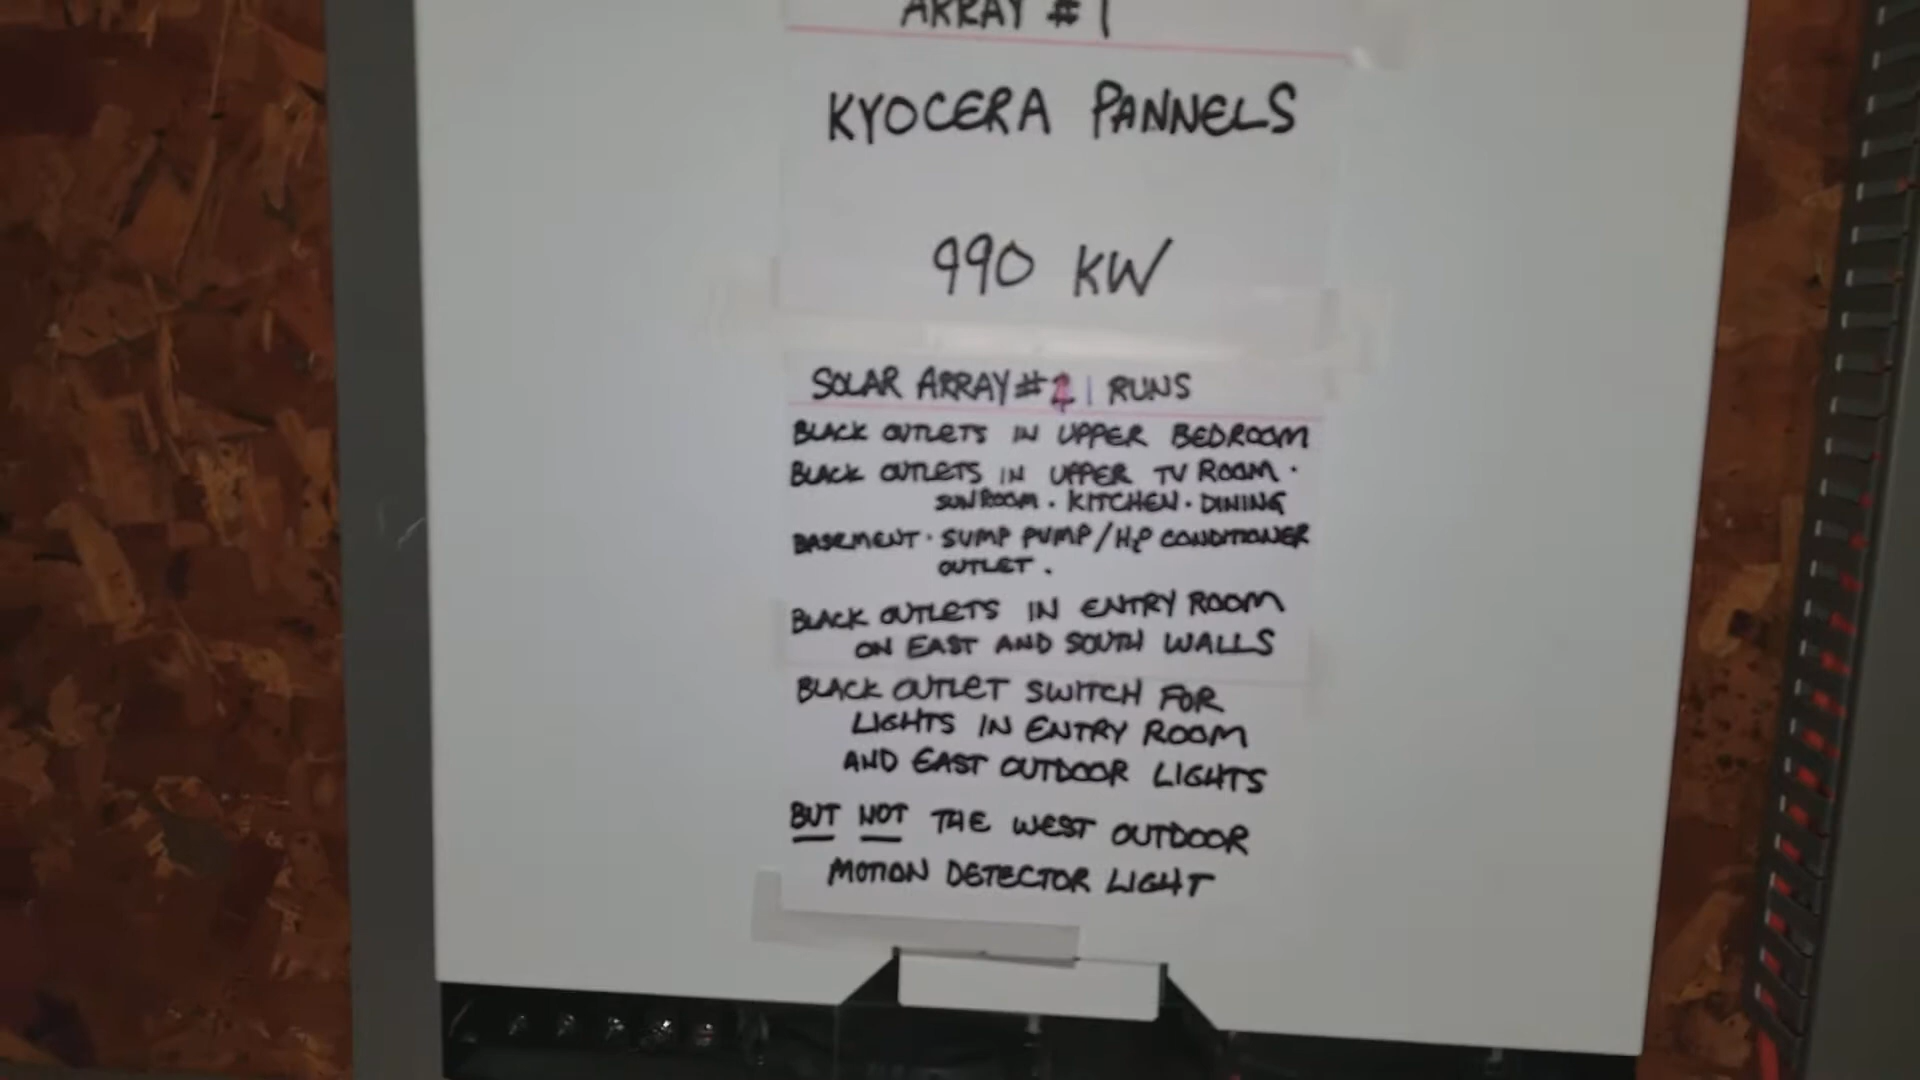 ARRAY #1
KYOCERA PANNELS
990 KW
SOLAR ARRAY # 1 RUNS
BLACK OUTLETS IN UPPER BEDROOM
BLACK OUTLETS IN UPPER TV ROOM ·
SUNROOM · KITCHEN · DINING
BASEMENT · SUMP PUMP / H2O CONDITIONER
OUTLET .
BLACK OUTLETS IN ENTRY ROOM
ON EAST AND SOUTH WALLS
BLACK OUTLET SWITCH FOR
LIGHTS IN ENTRY ROOM
AND EAST OUTDOOR LIGHTS
BUT NOT THE WEST OUTDOOR
MOTION DETECTOR LIGHT